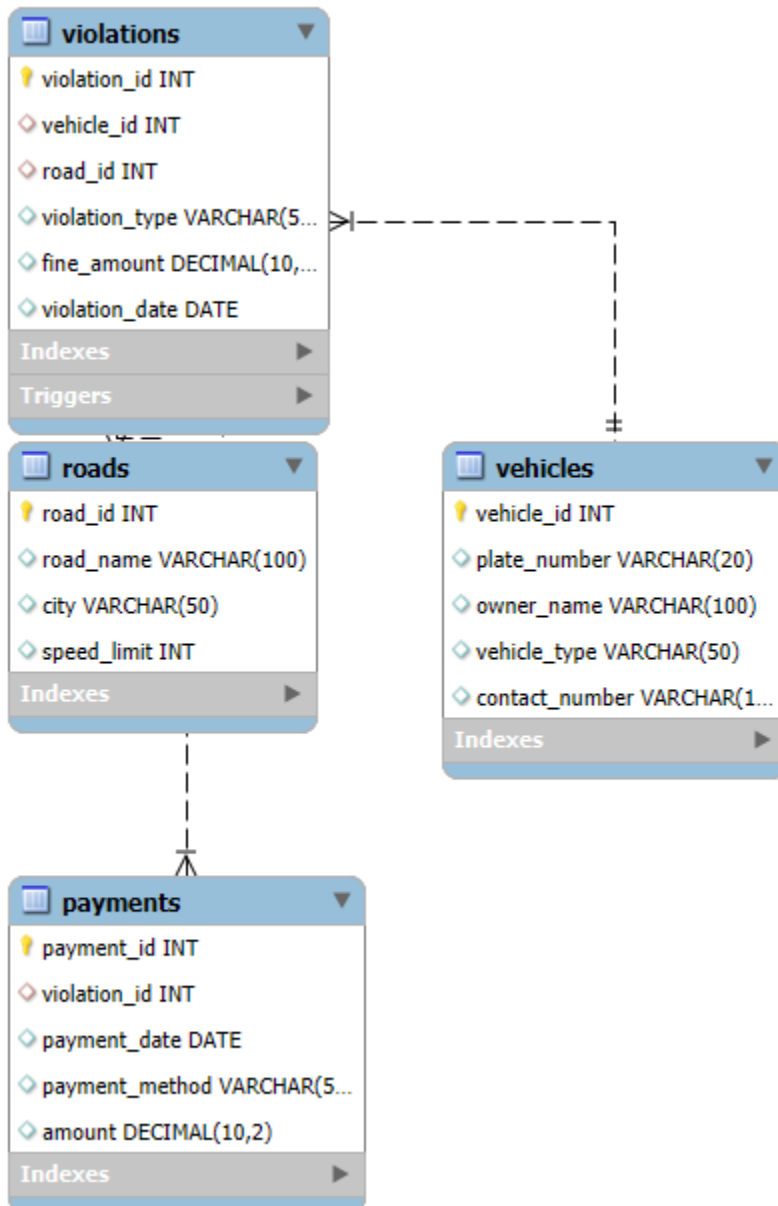 violations
violation_id INT
vehicle_id INT
road_id INT
violation_type VARCHAR(5...
fine_amount DECIMAL(10,...
violation_date DATE
Indexes
Triggers
roads
road_id INT
road_name VARCHAR(100)
city VARCHAR(50)
speed_limit INT
Indexes
vehicles
vehicle_id INT
plate_number VARCHAR(20)
owner_name VARCHAR(100)
vehicle_type VARCHAR(50)
contact_number VARCHAR(1...
Indexes
payments
payment_id INT
violation_id INT
payment_date DATE
payment_method VARCHAR(5...
amount DECIMAL(10,2)
Indexes